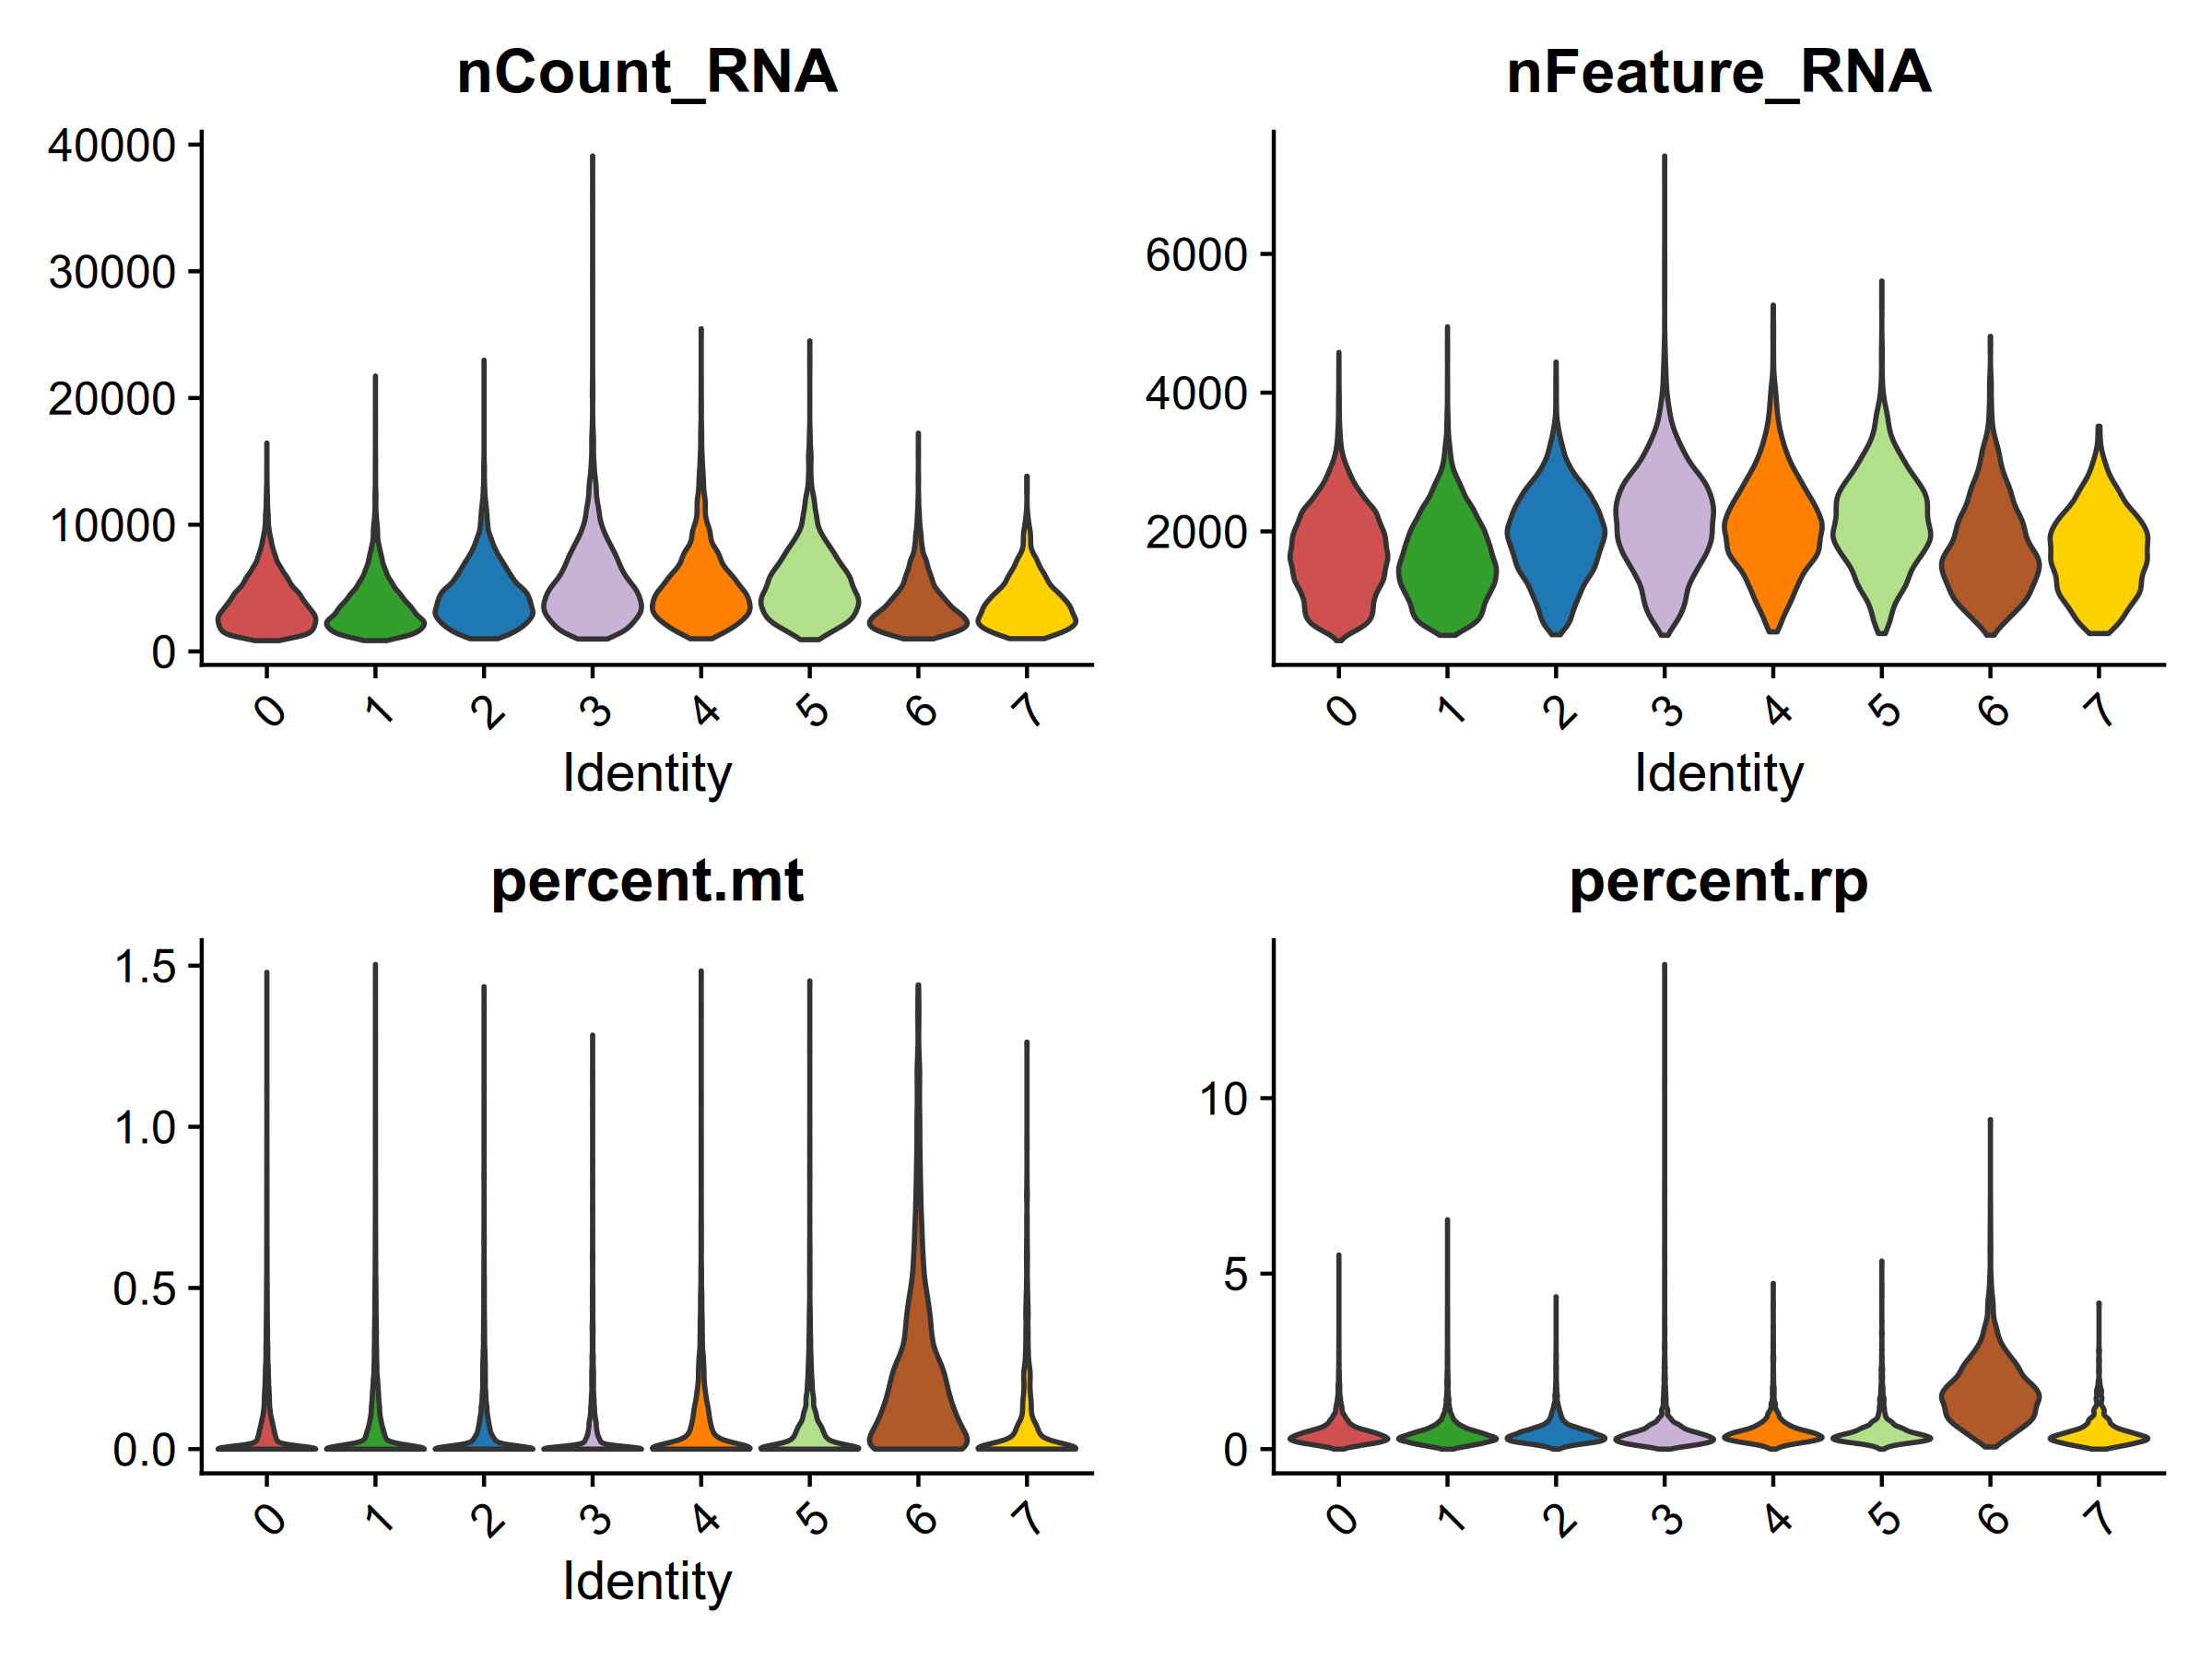 nCount_RNA
40000
30000
20000
10000
0
0 1 2 3 4 5 6 7
Identity
nFeature_RNA
6000
4000
2000
0 1 2 3 4 5 6 7
Identity
percent.mt
1.5
1.0
0.5
0.0
0 1 2 3 4 5 6 7
Identity
percent.rp
10
5
0
0 1 2 3 4 5 6 7